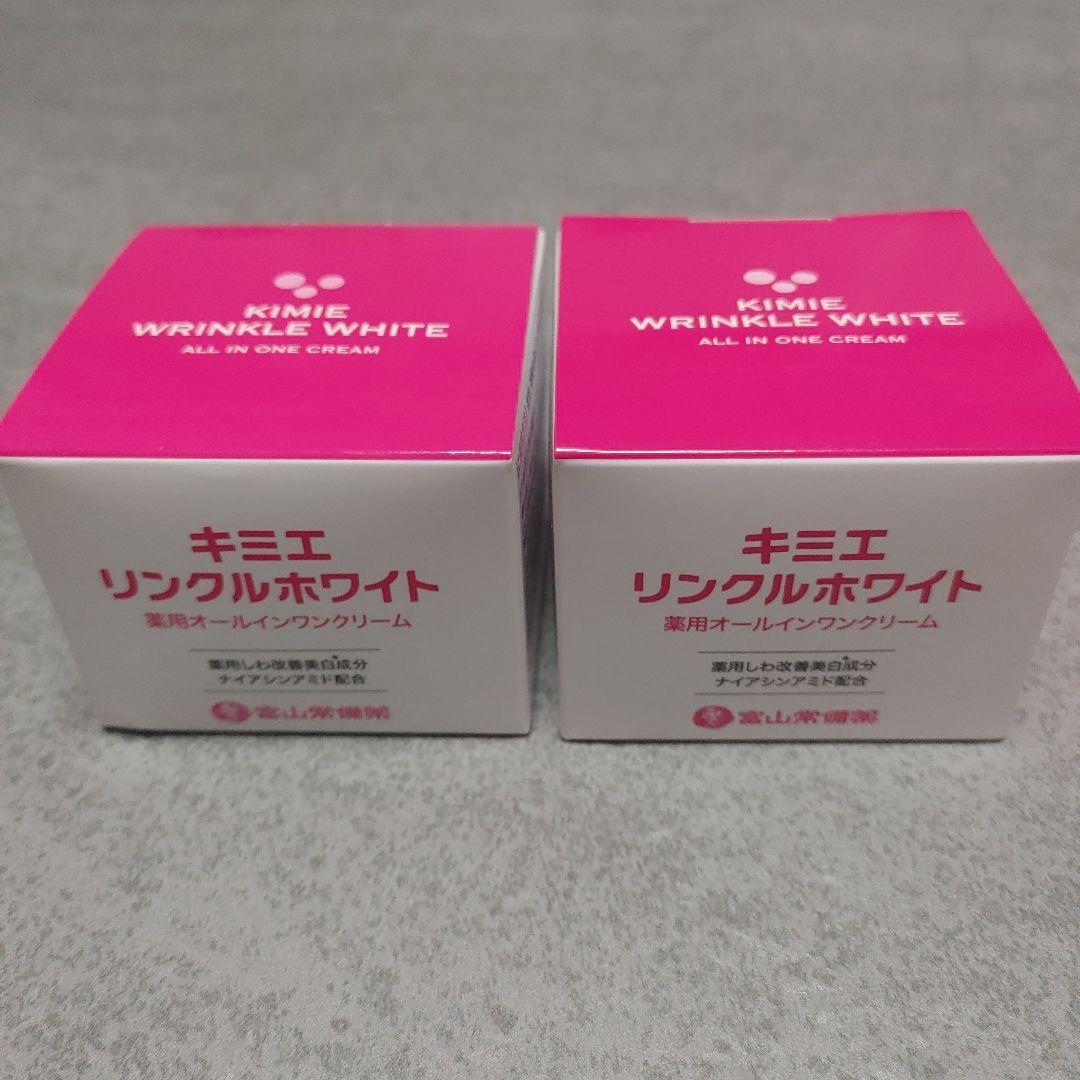 KIMIE
WRINKLE WHITE
ALL IN ONE CREAM
キミエ
リンクルホワイト
薬用オールインワンクリーム
薬用しわ改善美白*成分
ナイアシンアミド配合
富山常備薬
KIMIE
WRINKLE WHITE
ALL IN ONE CREAM
キミエ
リンクルホワイト
薬用オールインワンクリーム
薬用しわ改善美白*成分
ナイアシンアミド配合
富山常備薬